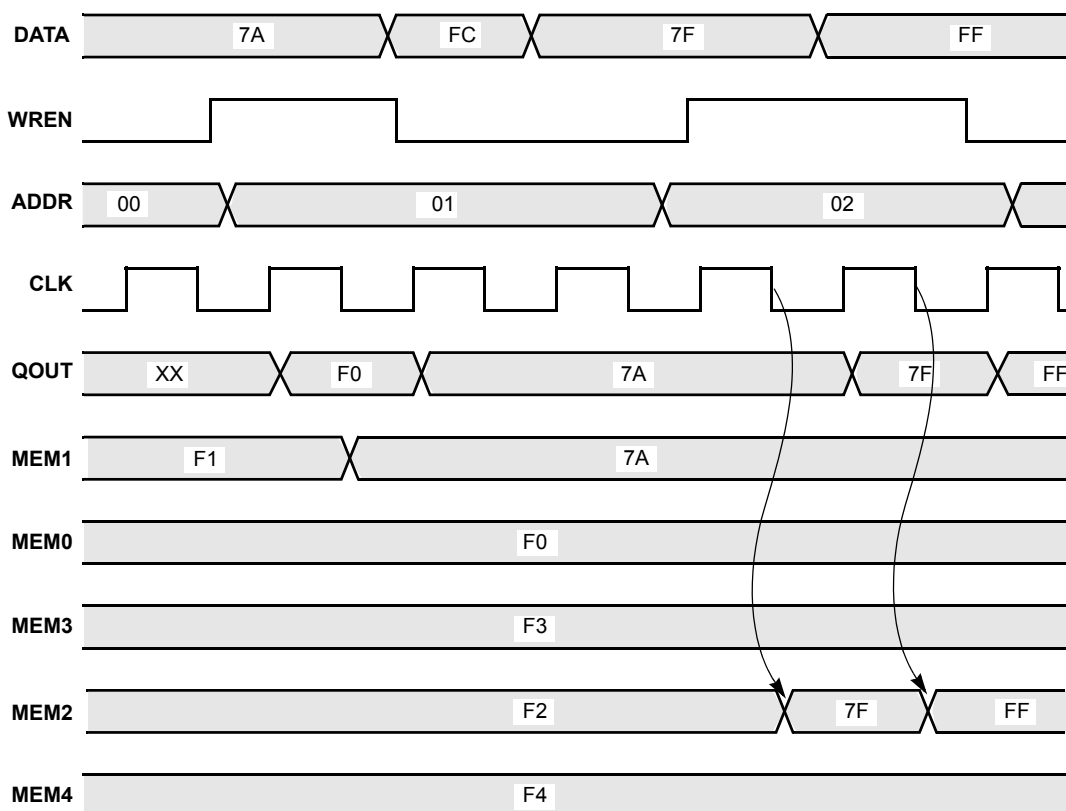 DATA 7A FC 7F FF
WREN
ADDR 00 01 02
CLK
QOUT XX F0 7A 7F FF
MEM1 F1 7A
MEM0 F0
MEM3 F3
MEM2 F2 7F FF
MEM4 F4